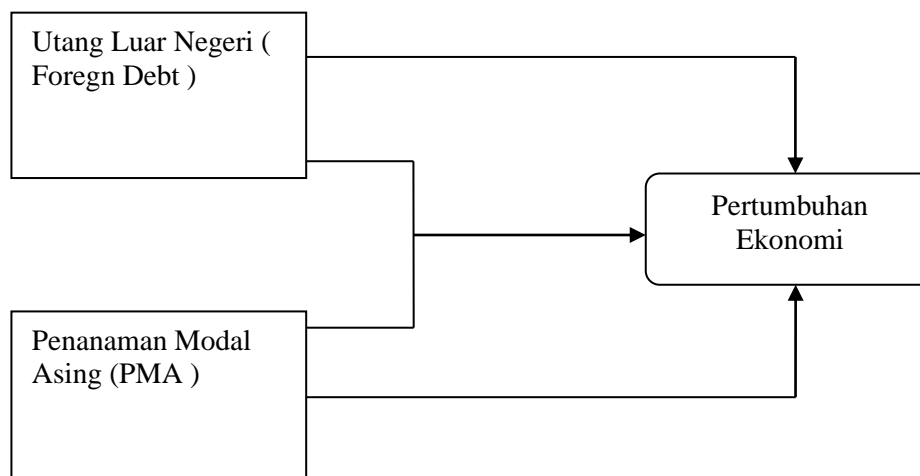 Utang Luar Negeri (
Foregn Debt )
Pertumbuhan
Ekonomi
Penanaman Modal
Asing (PMA )